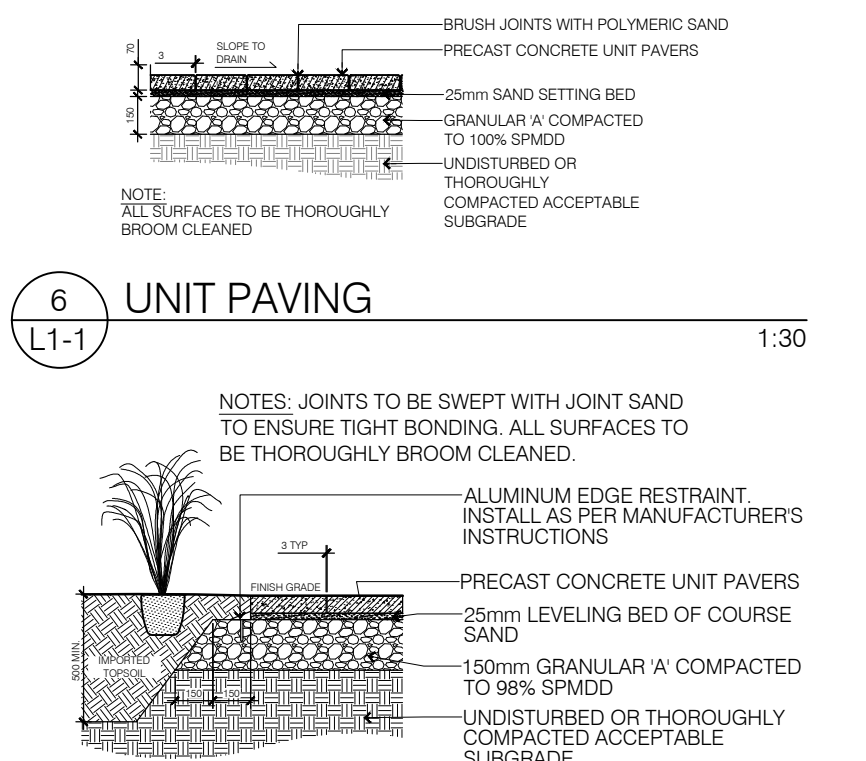 BRUSH JOINTS WITH POLYMERIC SAND
PRECAST CONCRETE UNIT PAVERS
SLOPE TO
DRAIN
3
70
150
25mm SAND SETTING BED
GRANULAR 'A' COMPACTED
TO 100% SPMDD
UNDISTURBED OR
THOROUGHLY
COMPACTED ACCEPTABLE
SUBGRADE
NOTE:
ALL SURFACES TO BE THOROUGHLY
BROOM CLEANED
6
L1-1
UNIT PAVING
1:30
NOTES: JOINTS TO BE SWEPT WITH JOINT SAND
TO ENSURE TIGHT BONDING. ALL SURFACES TO
BE THOROUGHLY BROOM CLEANED.
ALUMINUM EDGE RESTRAINT.
INSTALL AS PER MANUFACTURER'S
INSTRUCTIONS
3 TYP
FINISH GRADE
PRECAST CONCRETE UNIT PAVERS
25mm LEVELING BED OF COURSE
SAND
500 MIN.
IMPORTED
TOPSOIL
150 150
150mm GRANULAR 'A' COMPACTED
TO 98% SPMDD
UNDISTURBED OR THOROUGHLY
COMPACTED ACCEPTABLE
SUBGRADE